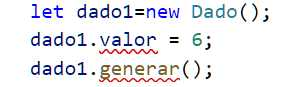 let dado1=new Dado();
dado1.valor = 6;
dado1.generar();